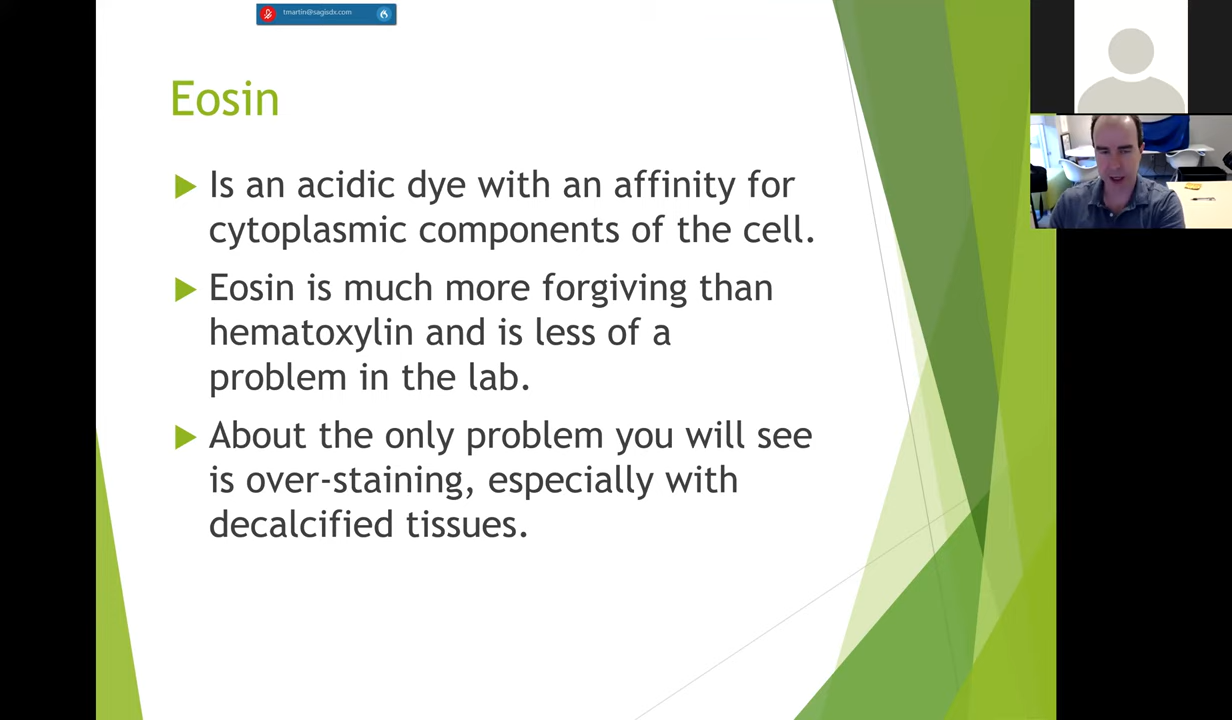 tmartin@sagisdx.com
Eosin
Is an acidic dye with an affinity for
cytoplasmic components of the cell.
Eosin is much more forgiving than
hematoxylin and is less of a
problem in the lab.
About the only problem you will see
is over-staining, especially with
decalcified tissues.